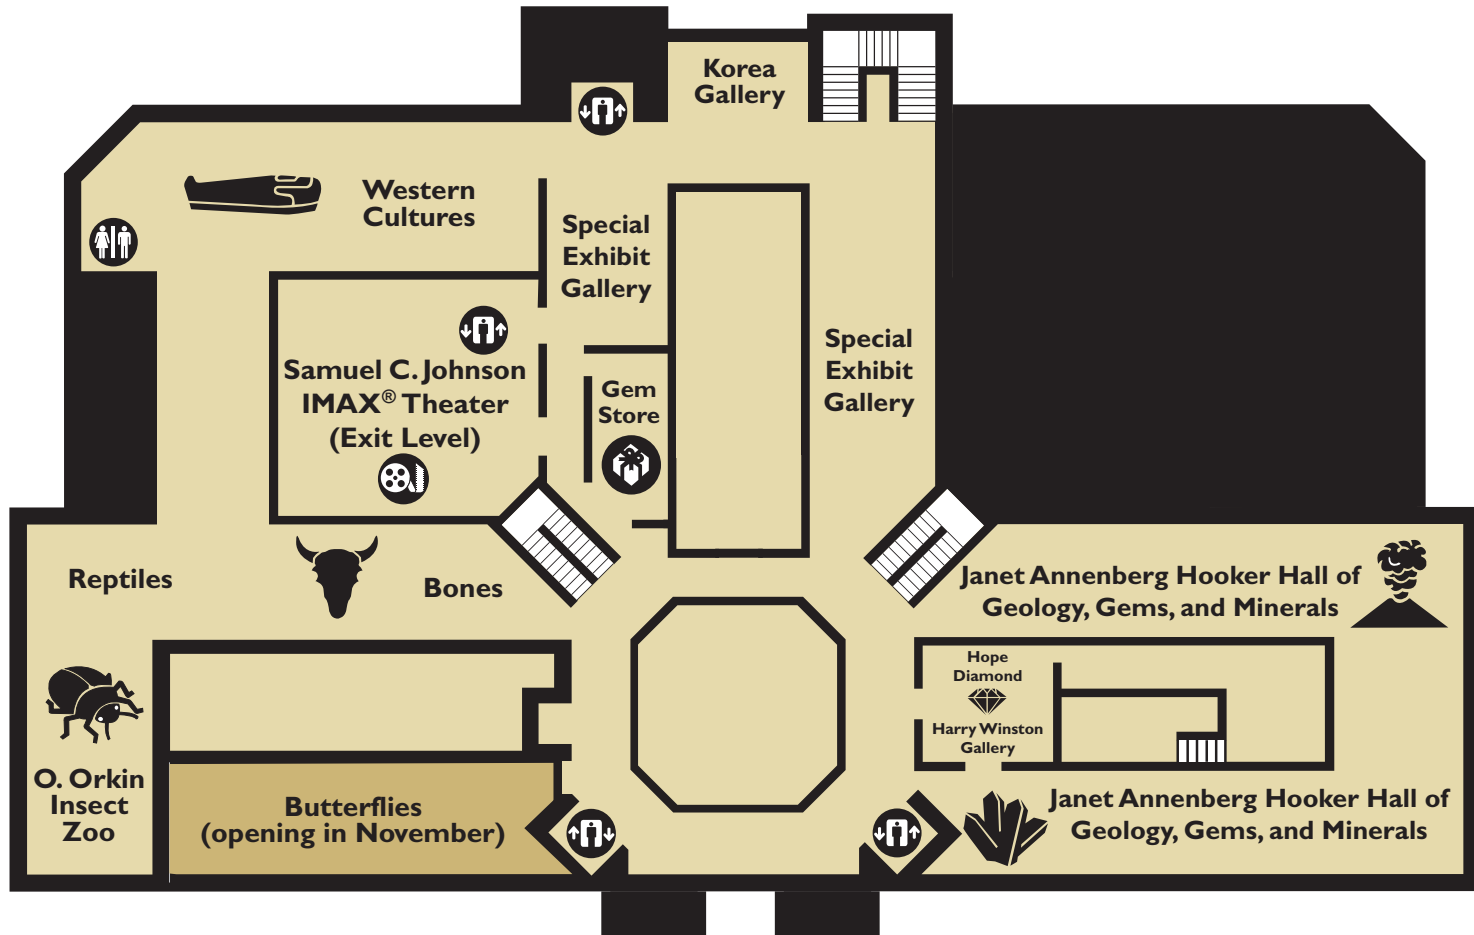 Korea
Gallery
Western
Cultures
Special
Exhibit
Gallery
Special
Exhibit
Gallery
Samuel C. Johnson
IMAX® Theater
(Exit Level)
Gem
Store
Reptiles
Bones
Janet Annenberg Hooker Hall of
Geology, Gems, and Minerals
Hope
Diamond
Harry Winston
Gallery
O. Orkin
Insect
Zoo
Butterflies
(opening in November)
Janet Annenberg Hooker Hall of
Geology, Gems, and Minerals